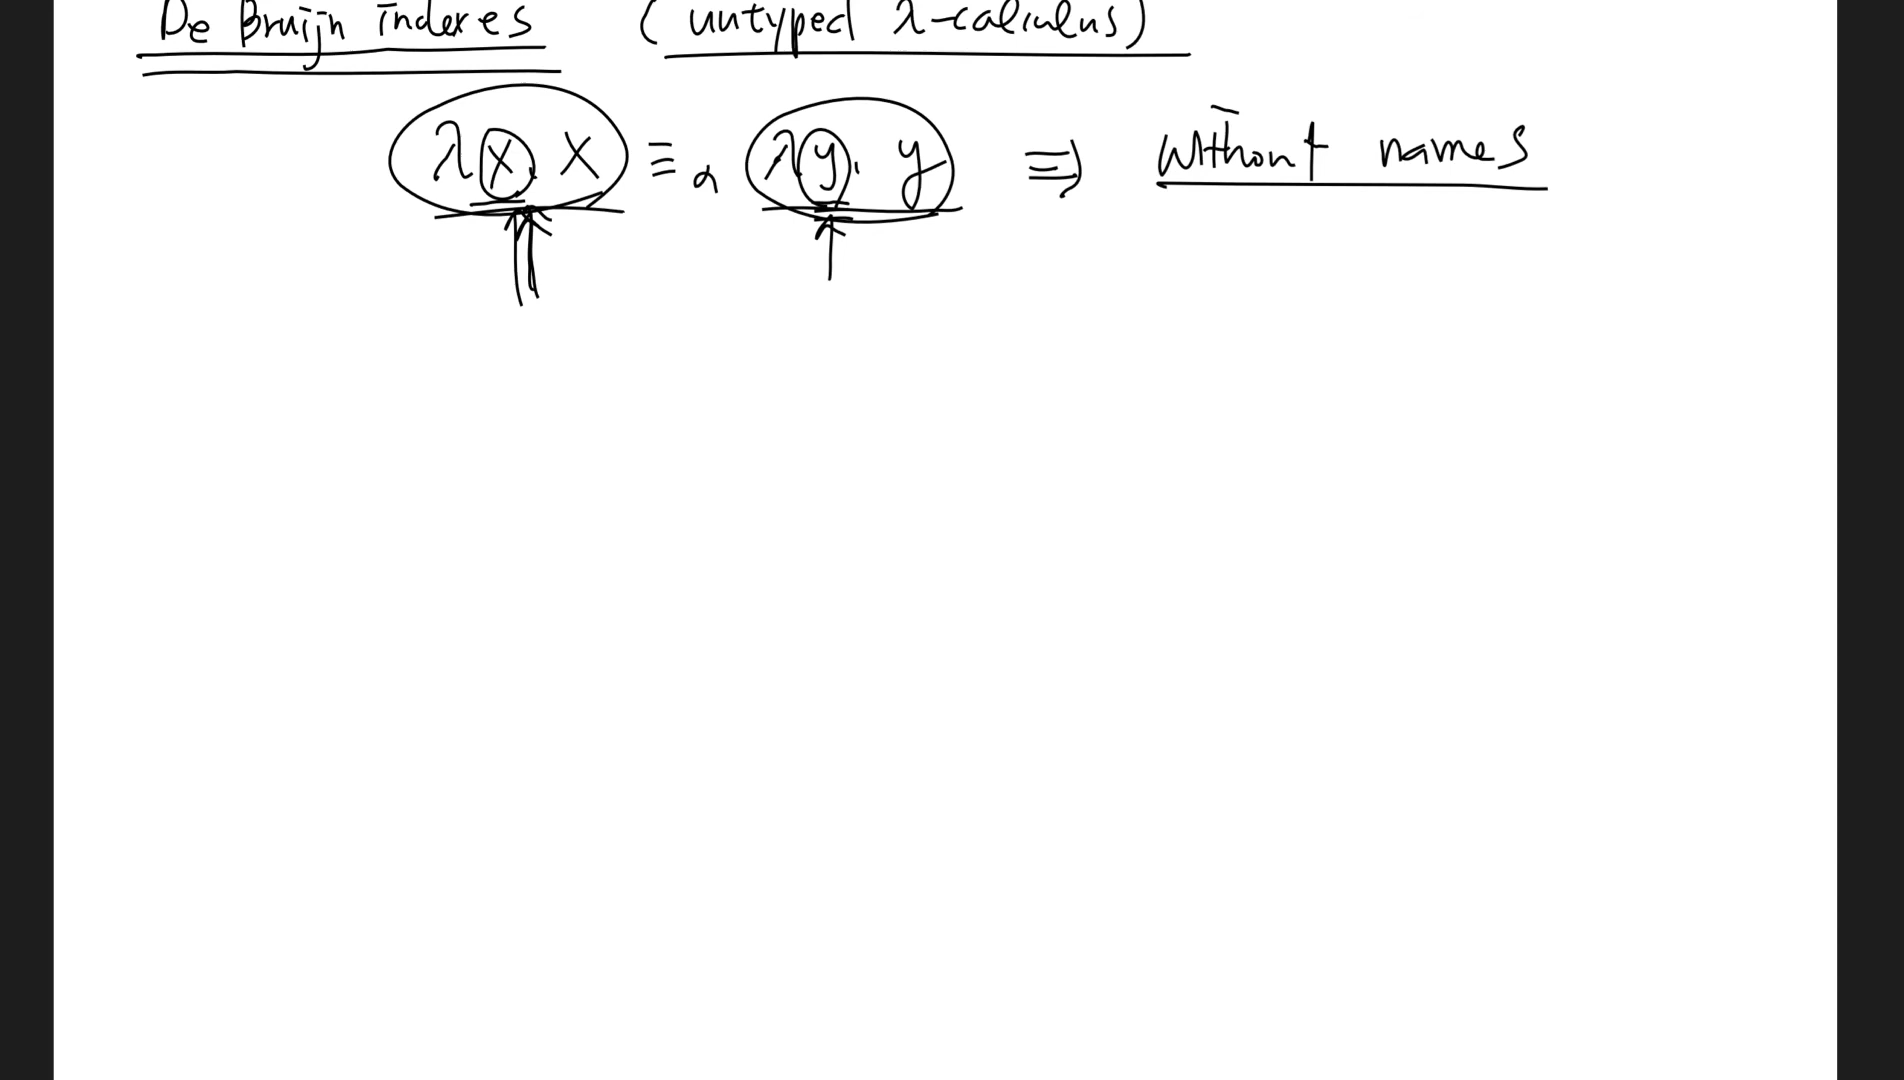 De Bruijn indexes (untyped λ-calculus)
λx. x ≡α λy. y ⇒ without names